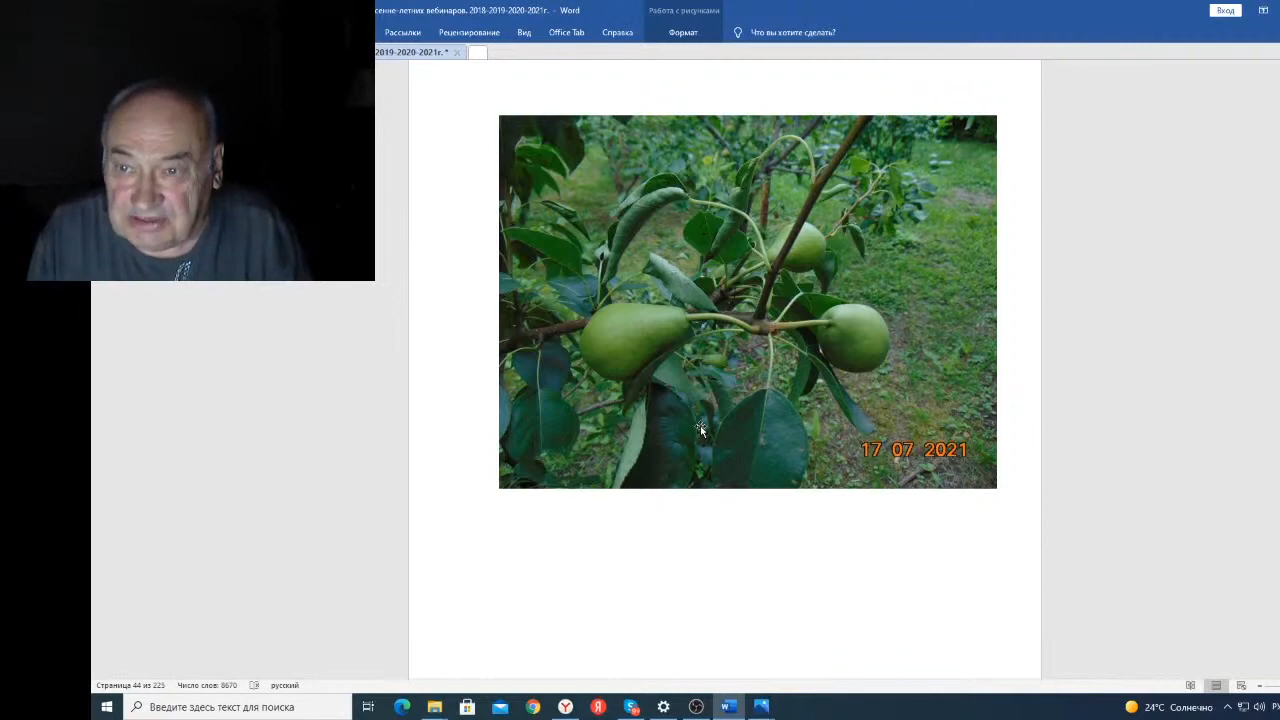 сенне-летних вебинаров. 2018-2019-2020-2021г. - Word
Работа с рисунками
Вход
Рассылки Рецензирование Вид Office Tab Справка Формат Что вы хотите сделать?
2019-2020-2021г. *
17 07 2021
Страница 44 из 225 Число слов: 8670 русский
Введите здесь текст для поиска
24°C Солнечно